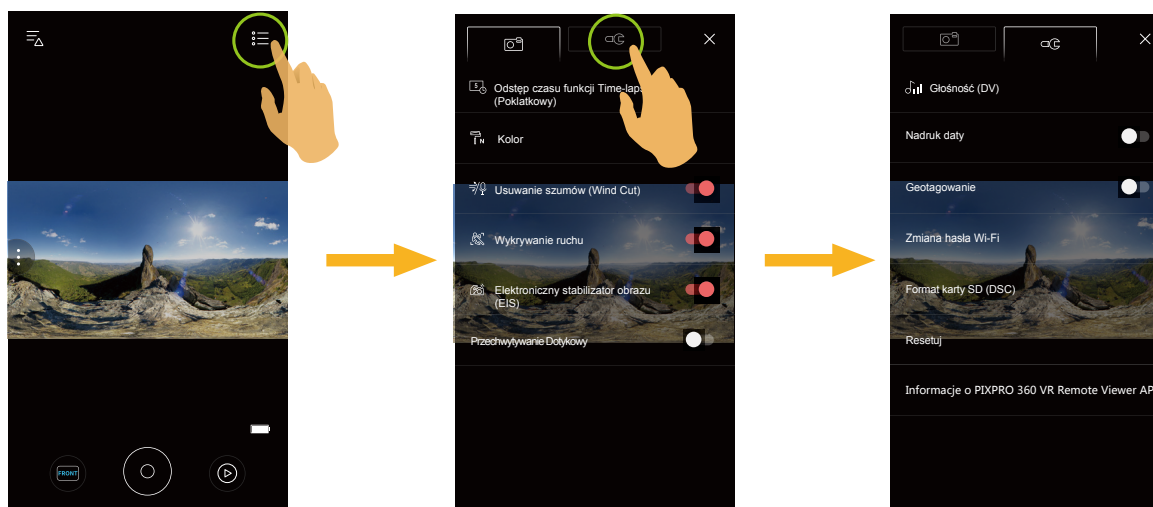 FRONT
5
Odstęp czasu funkcji Time-laps
(Poklatkowy)
N
Kolor
Usuwanie szumów (Wind Cut)
Wykrywanie ruchu
Elektroniczny stabilizator obrazu
(EIS)
Przechwytywanie Dotykowy
Głośność (DV)
Nadruk daty
Geotagowanie
Zmiana hasła Wi-Fi
Format karty SD (DSC)
Resetuj
Informacje o PIXPRO 360 VR Remote Viewer AP